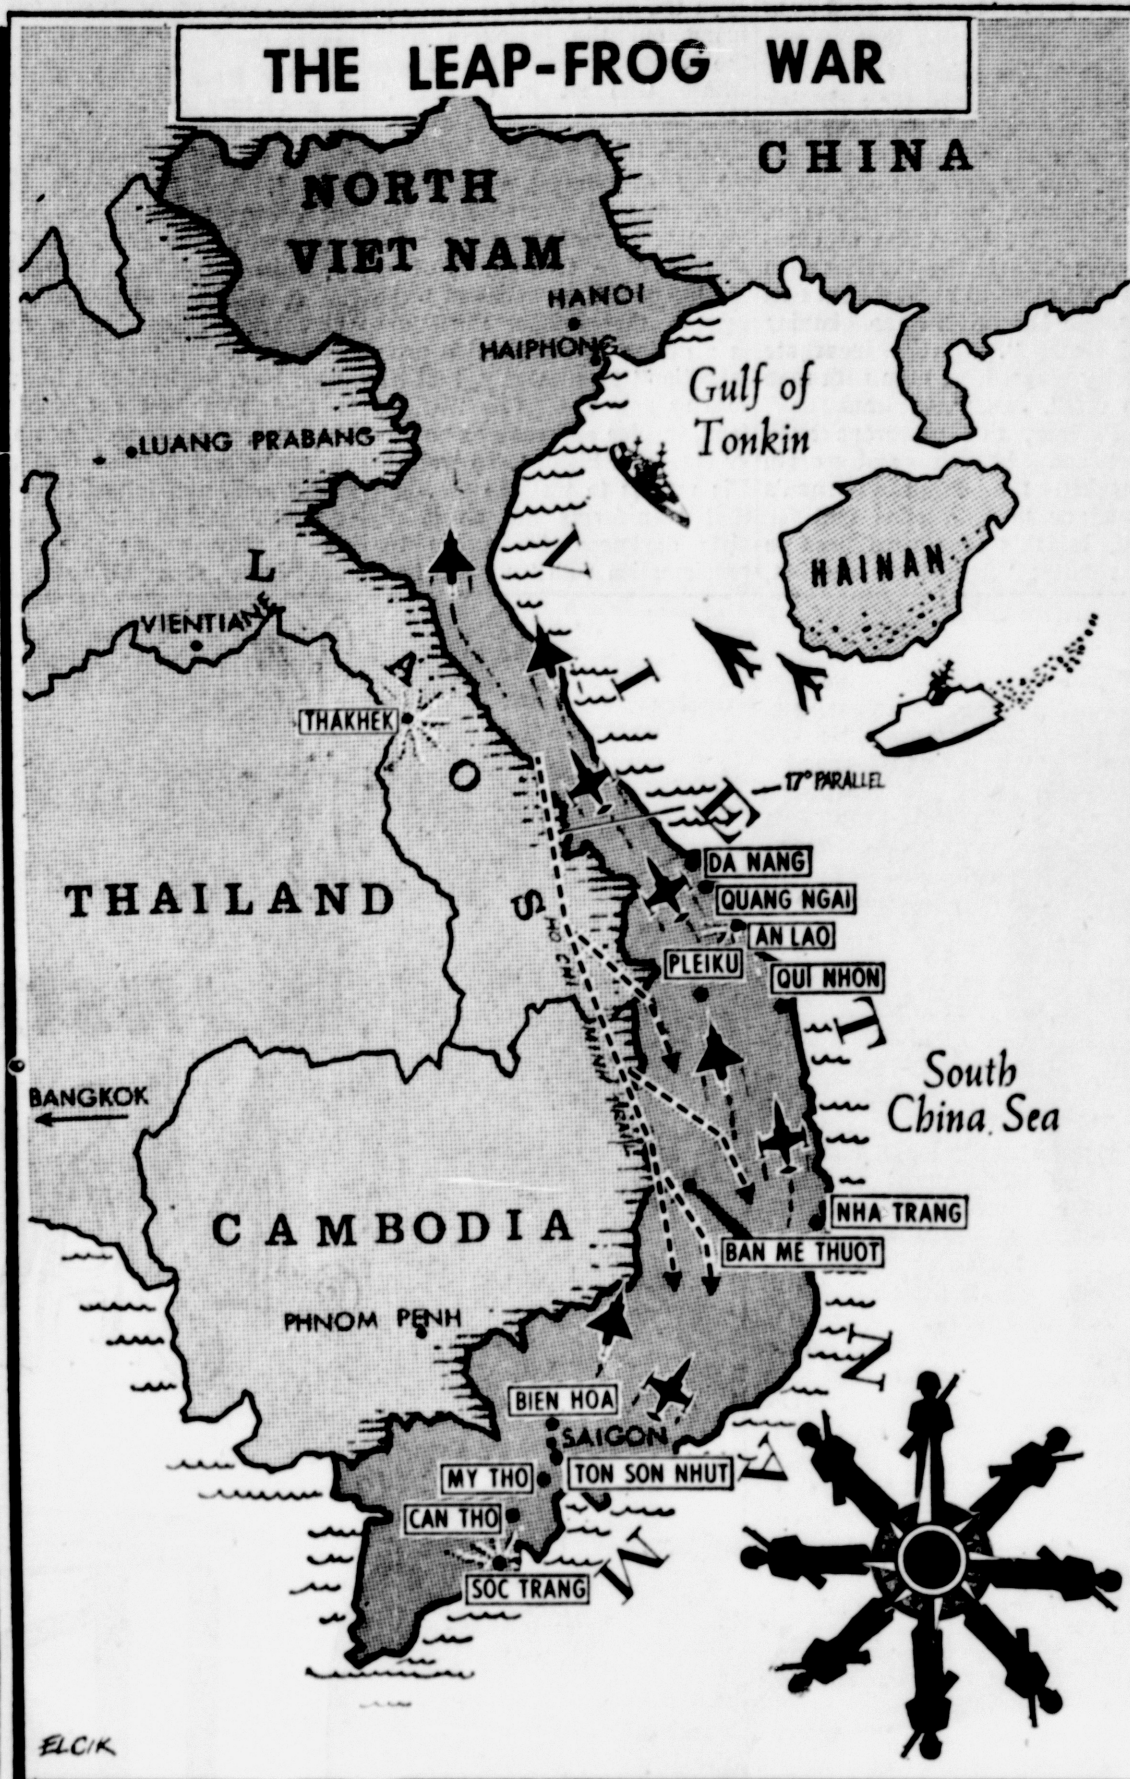 THE LEAP-FROG WAR
CHINA
NORTH
VIET NAM
HANOI
HAIPHONG
Gulf of
Tonkin
LUANG PRABANG
HAINAN
LAOS
VIENTIANE
THAKHEK
17° PARALLEL
VIETNAM
DA NANG
THAILAND
QUANG NGAI
AN LAO
PLEIKU
QUI NHON
HO CHI MINH TRAIL
South
China Sea
BANGKOK
NHA TRANG
CAMBODIA
BAN ME THUOT
PHNOM PENH
BIEN HOA
SAIGON
MY THO
TON SON NHUT
CAN THO
SOC TRANG
ELCIK